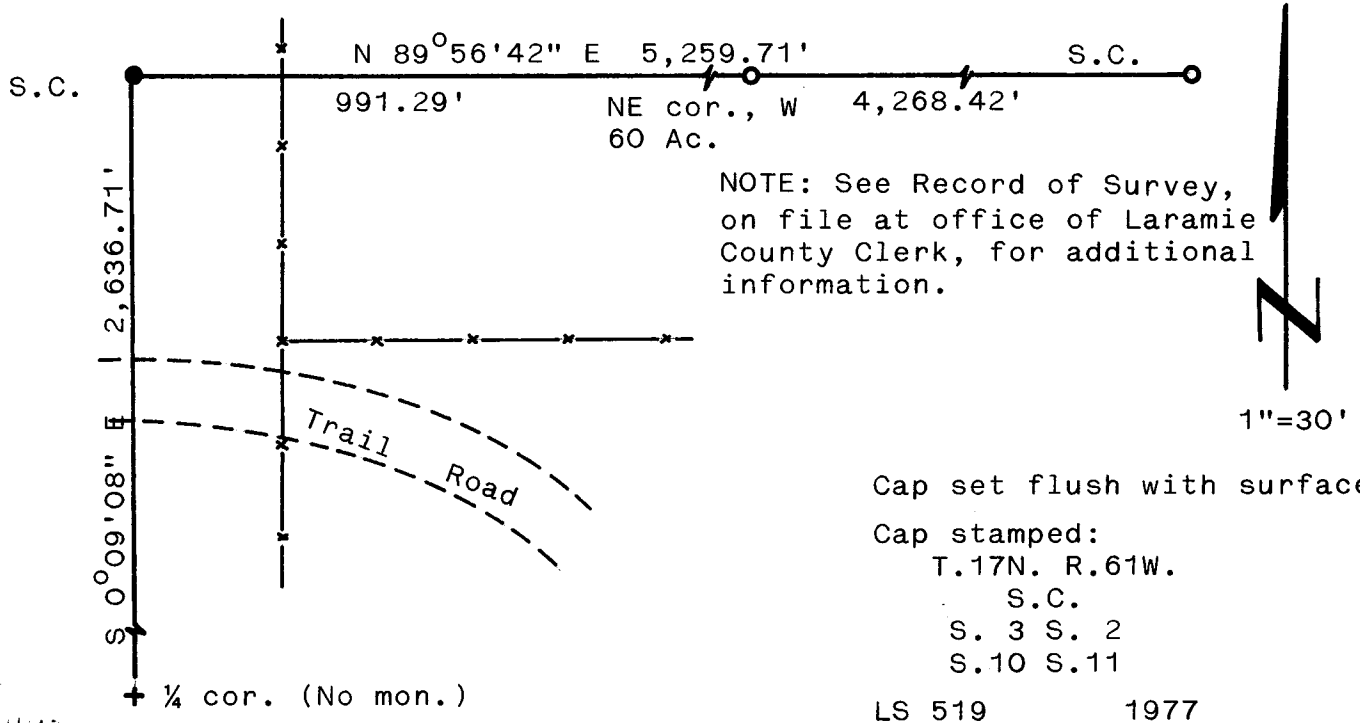 N 89°56'42" E 5,259.71'
S.C.
S.C.
991.29'
NE cor., W
60 Ac.
4,268.42'
S 0°09'08" E 2,636.71'
NOTE: See Record of Survey,
on file at office of Laramie
County Clerk, for additional
information.
N
1"=30'
Trail Road
Cap set flush with surface
Cap stamped:
T.17N. R.61W.
S.C.
S. 3 S. 2
S.10 S.11
LS 519 1977
¼ cor. (No mon.)